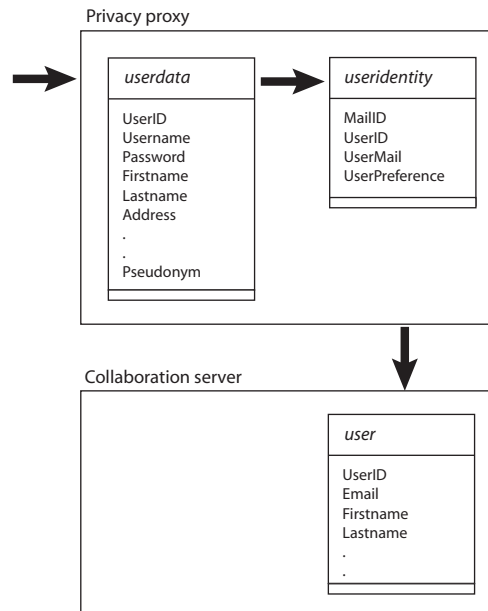 Privacy proxy
userdata
UserID
Username
Password
Firstname
Lastname
Address
.
.
Pseudonym
useridentity
MailID
UserID
UserMail
UserPreference
Collaboration server
user
UserID
Email
Firstname
Lastname
.
.